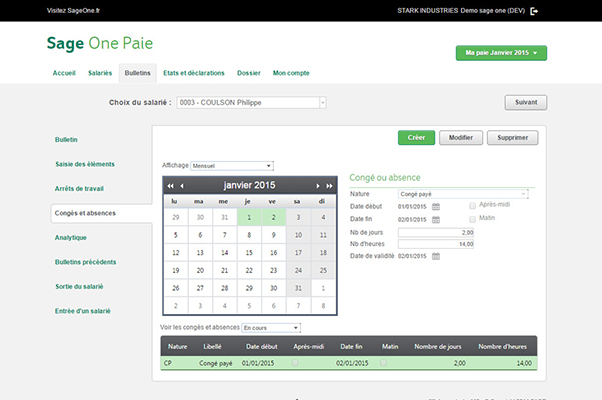 Visitez SageOne.fr
STARK INDUSTRIES Demo sage one (DEV)
Sage One Paie
Ma paie Janvier 2015
Accueil Salariés Bulletins Etats et déclarations Dossier Mon compte
Choix du salarié : 0003 - COULSON Philippe Suivant
Bulletin
Saisie des éléments
Arrêts de travail
Congés et absences
Analytique
Bulletins précédents
Sortie du salarié
Entrée d'un salarié
Créer Modifier Supprimer
Affichage Mensuel
janvier 2015
lu ma me je ve sa di
29 30 31 1 2 3 4
5 6 7 8 9 10 11
12 13 14 15 16 17 18
19 20 21 22 23 24 25
26 27 28 29 30 31 1
2 3 4 5 6 7 8
Congé ou absence
Nature Congé payé
Date début 01/01/2015 Après-midi
Date fin 02/01/2015 Matin
Nb de jours 2,00
Nb d'heures 14,00
Date de validité 02/01/2015
Voir les congés et absences En cours
Nature Libellé Date début Après-midi Date fin Matin Nombre de jours Nombre d'heures
CP Congé payé 01/01/2015 02/01/2015 2,00 14,00